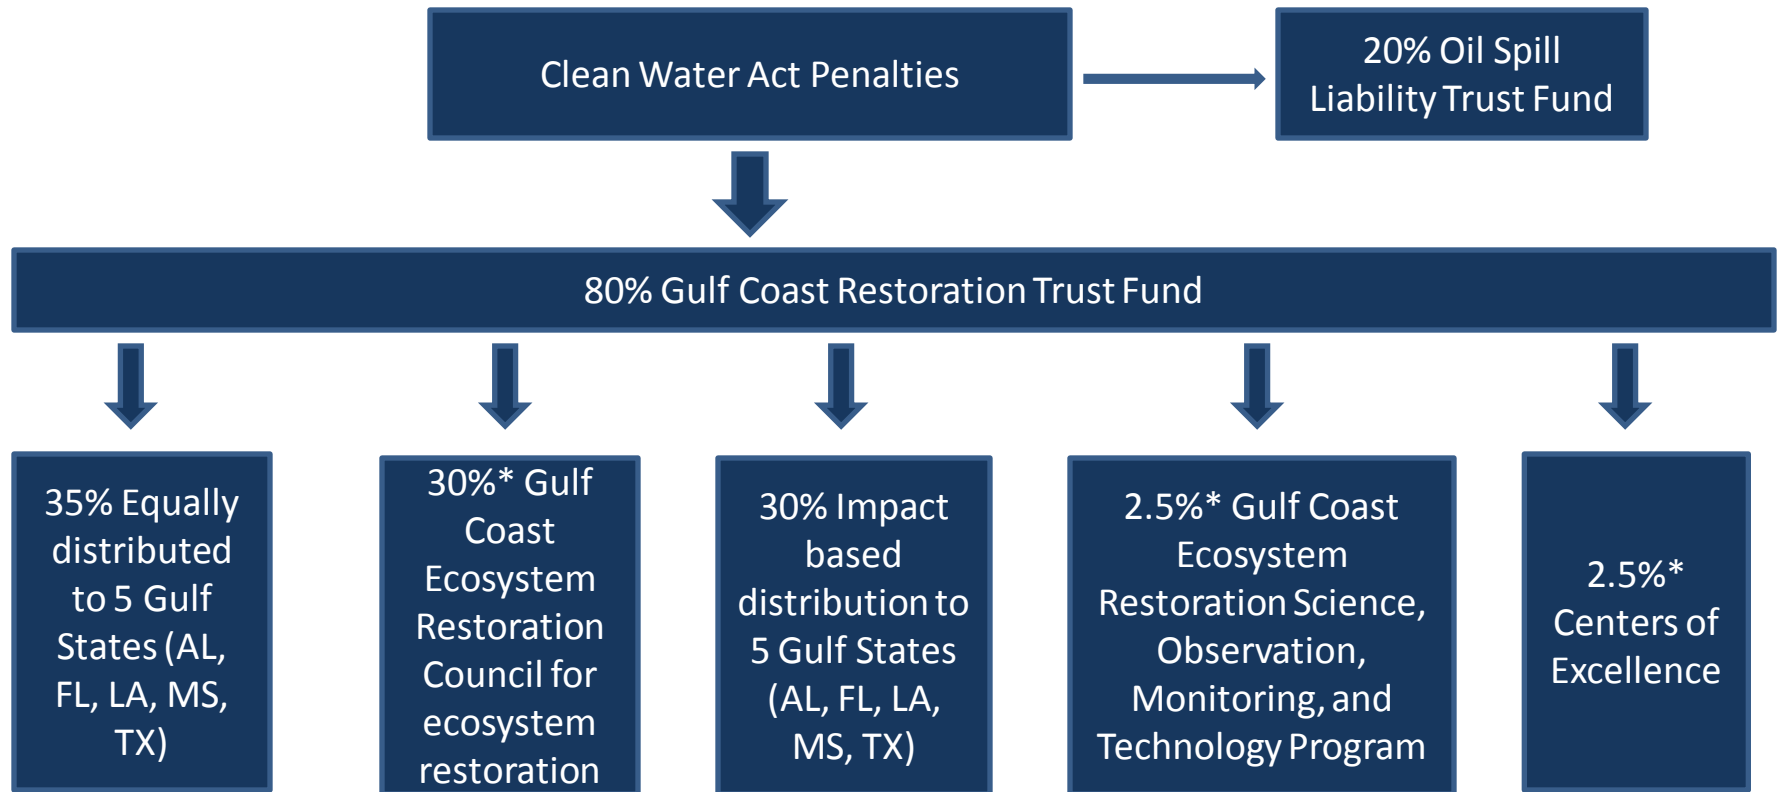 Clean Water Act Penalties
20% Oil Spill
Liability Trust Fund
80% Gulf Coast Restoration Trust Fund
35% Equally
distributed
to 5 Gulf
States (AL,
FL, LA, MS,
TX)
30%* Gulf
Coast
Ecosystem
Restoration
Council for
ecosystem
restoration
30% Impact
based
distribution to
5 Gulf States
(AL, FL, LA,
MS, TX)
2.5%* Gulf Coast
Ecosystem
Restoration Science,
Observation,
Monitoring, and
Technology Program
2.5%*
Centers of
Excellence